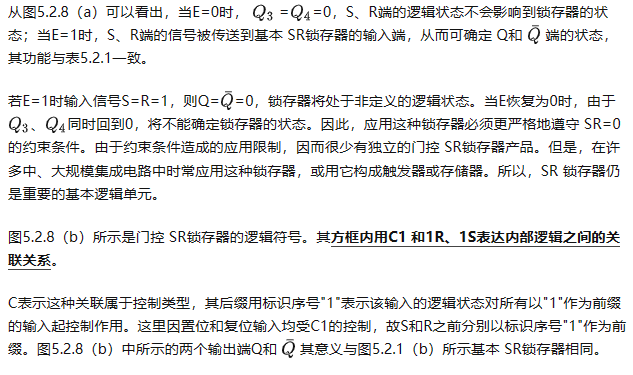 从图5.2.8（a）可以看出，当E=0时， Q₃ =Q₄=0，S、R端的逻辑状态不会影响到锁存器的状
态；当E=1时，S、R端的信号被传送到基本 SR锁存器的输入端，从而可确定 Q和 Q̄ 端的状态，
其功能与表5.2.1一致。
若E=1时输入信号S=R=1，则Q=Q̄=0，锁存器将处于非定义的逻辑状态。当E恢复为0时，由于
Q₃、Q₄同时回到0，将不能确定锁存器的状态。因此，应用这种锁存器必须更严格地遵守 SR=0
的约束条件。由于约束条件造成的应用限制，因而很少有独立的门控 SR锁存器产品。但是，在许
多中、大规模集成电路中时常应用这种锁存器，或用它构成触发器或存储器。所以，SR 锁存器仍
是重要的基本逻辑单元。
图5.2.8（b）所示是门控 SR锁存器的逻辑符号。其方框内用C1 和1R、1S表达内部逻辑之间的关
联关系。
C表示这种关联属于控制类型，其后缀用标识序号"1"表示该输入的逻辑状态对所有以"1"作为前缀
的输入起控制作用。这里因置位和复位输入均受C1的控制，故S和R之前分别以标识序号"1"作为前
缀。图5.2.8（b）中所示的两个输出端Q和 Q̄ 其意义与图5.2.1（b）所示基本 SR锁存器相同。